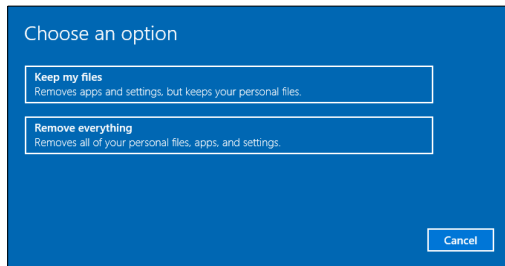 Choose an option
Keep my files
Removes apps and settings, but keeps your personal files.
Remove everything
Removes all of your personal files, apps, and settings.
Cancel